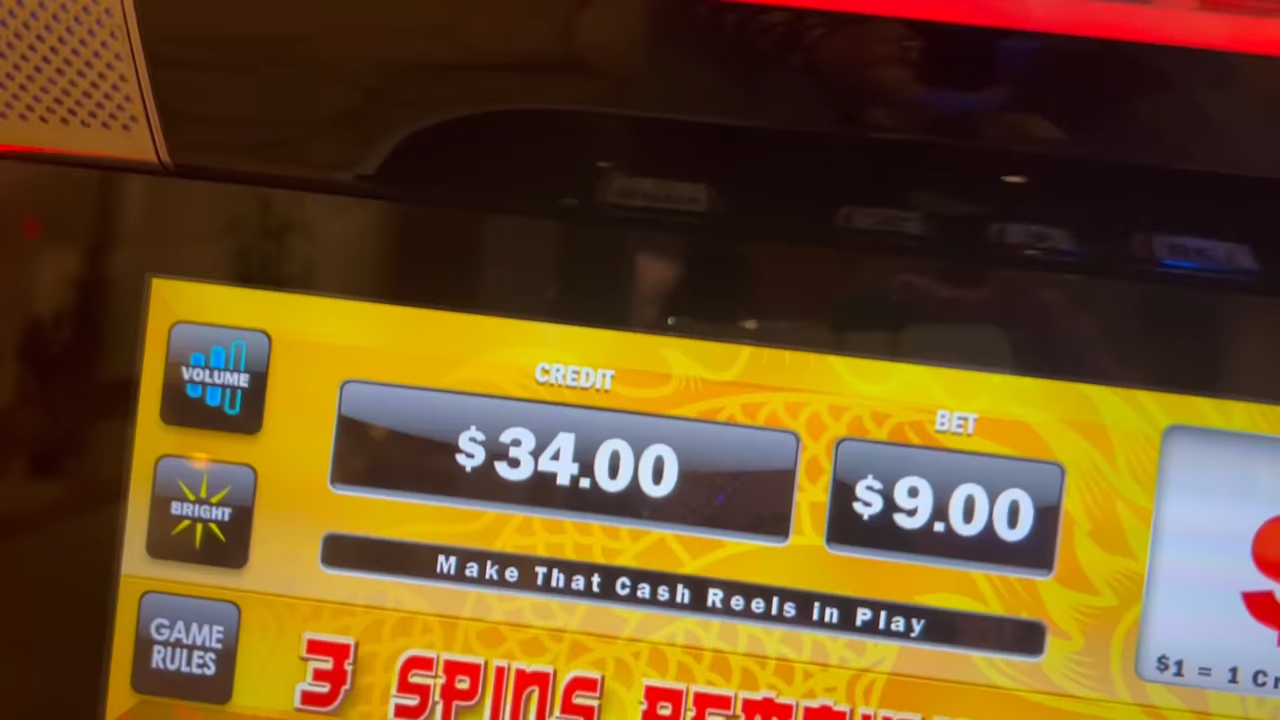 VOLUME
CREDIT
BET
$34.00
$9.00
BRIGHT
Make That Cash Reels in Play
GAME
RULES
3 SPINS
$1 = 1 Cr